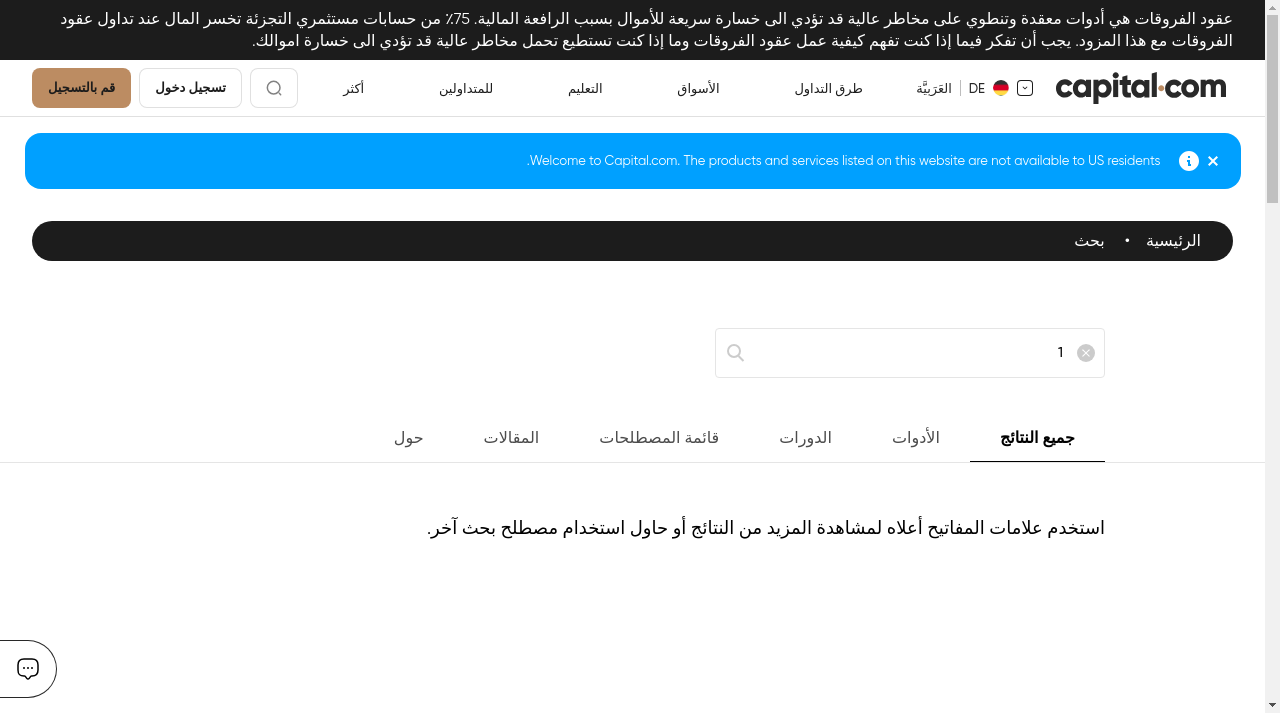 عقود الفروقات هي أدوات معقدة وتنطوي على مخاطر عالية قد تؤدي الى خسارة سريعة للأموال بسبب الرافعة المالية. 75٪ من حسابات مستثمري التجزئة تخسر المال عند تداول عقود
الفروقات مع هذا المزود. يجب أن تفكر فيما إذا كنت تفهم كيفية عمل عقود الفروقات وما إذا كنت تستطيع تحمل مخاطر عالية قد تؤدي الى خسارة اموالك.
capital.com
DE
العَرَبيَّة
طرق التداول
الأسواق
التعليم
للمتداولين
أكثر
تسجيل دخول
قم بالتسجيل
.Welcome to Capital.com. The products and services listed on this website are not available to US residents
الرئيسية • بحث
1
جميع النتائج
الأدوات
الدورات
قائمة المصطلحات
المقالات
حول
استخدم علامات المفاتيح أعلاه لمشاهدة المزيد من النتائج أو حاول استخدام مصطلح بحث آخر.